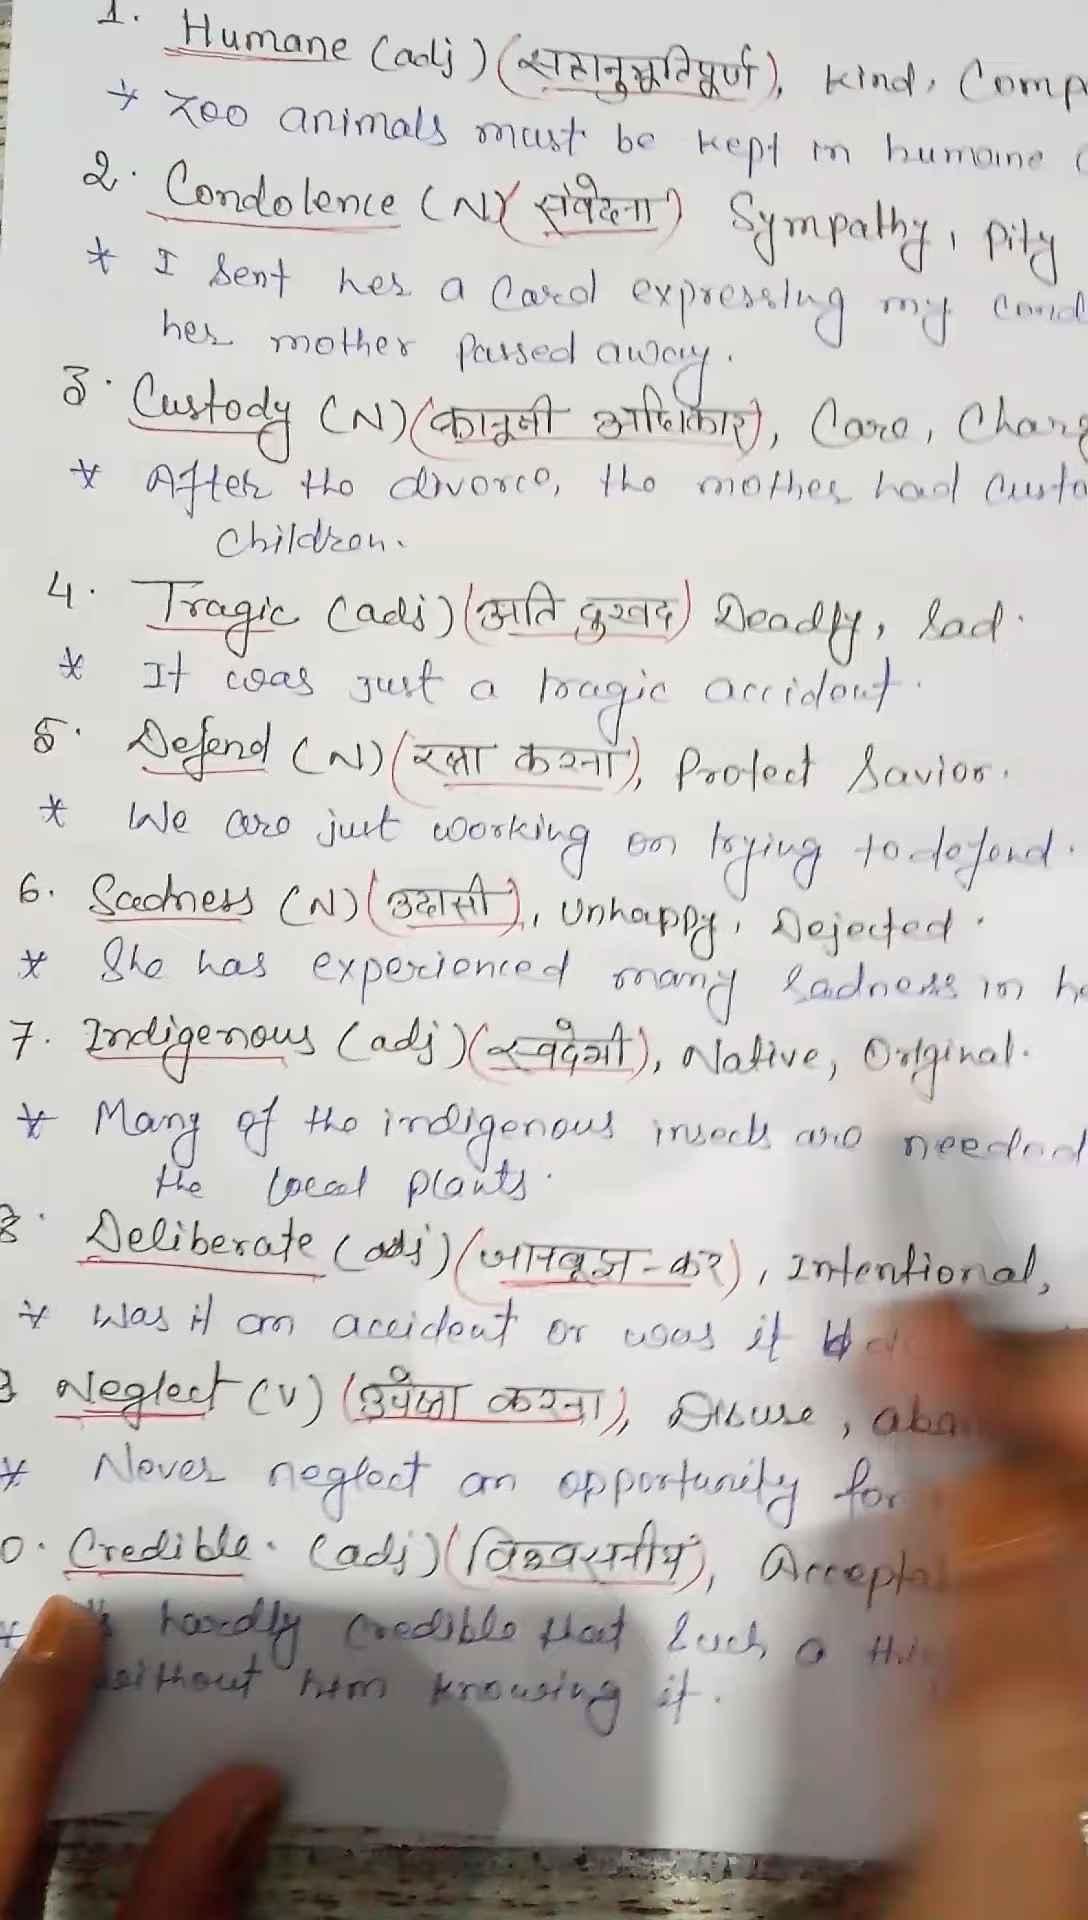 1. Humane (adj) (सहानुभूतिपूर्ण), kind, Comp
* Zoo animals must be kept in humane
2. Condolence (N) (संवेदना) Sympathy, pity
* I sent her a Card expressing my cond
her mother passed away.
3. Custody (N) (कानूनी अधिकार), Care, Charg
* After the divorce, the mother had custo
children.
4. Tragic (adj) (अति दुखद) Deadly, Sad.
* It was just a tragic accident.
5. Defend (N) (रक्षा करना), Protect Savior.
* We are just working on trying to defend.
6. Sadness (N) (उदासी), Unhappy, Dejected.
* She has experienced many sadness in he
7. Indigenous (adj) (स्वदेशी), Native, Original.
* Many of the indigenous insects are needed
the local plants.
8. Deliberate (adj) (जानबूझ-कर), Intentional,
* Was it an accident or was it de
9 Neglect (V) (उपेक्षा करना), Disuse, aba
* Never neglect an opportunity for
0. Credible. (adj) (विश्वसनीय), Accepta
* hardly credible that such a thi
without him knowing it.